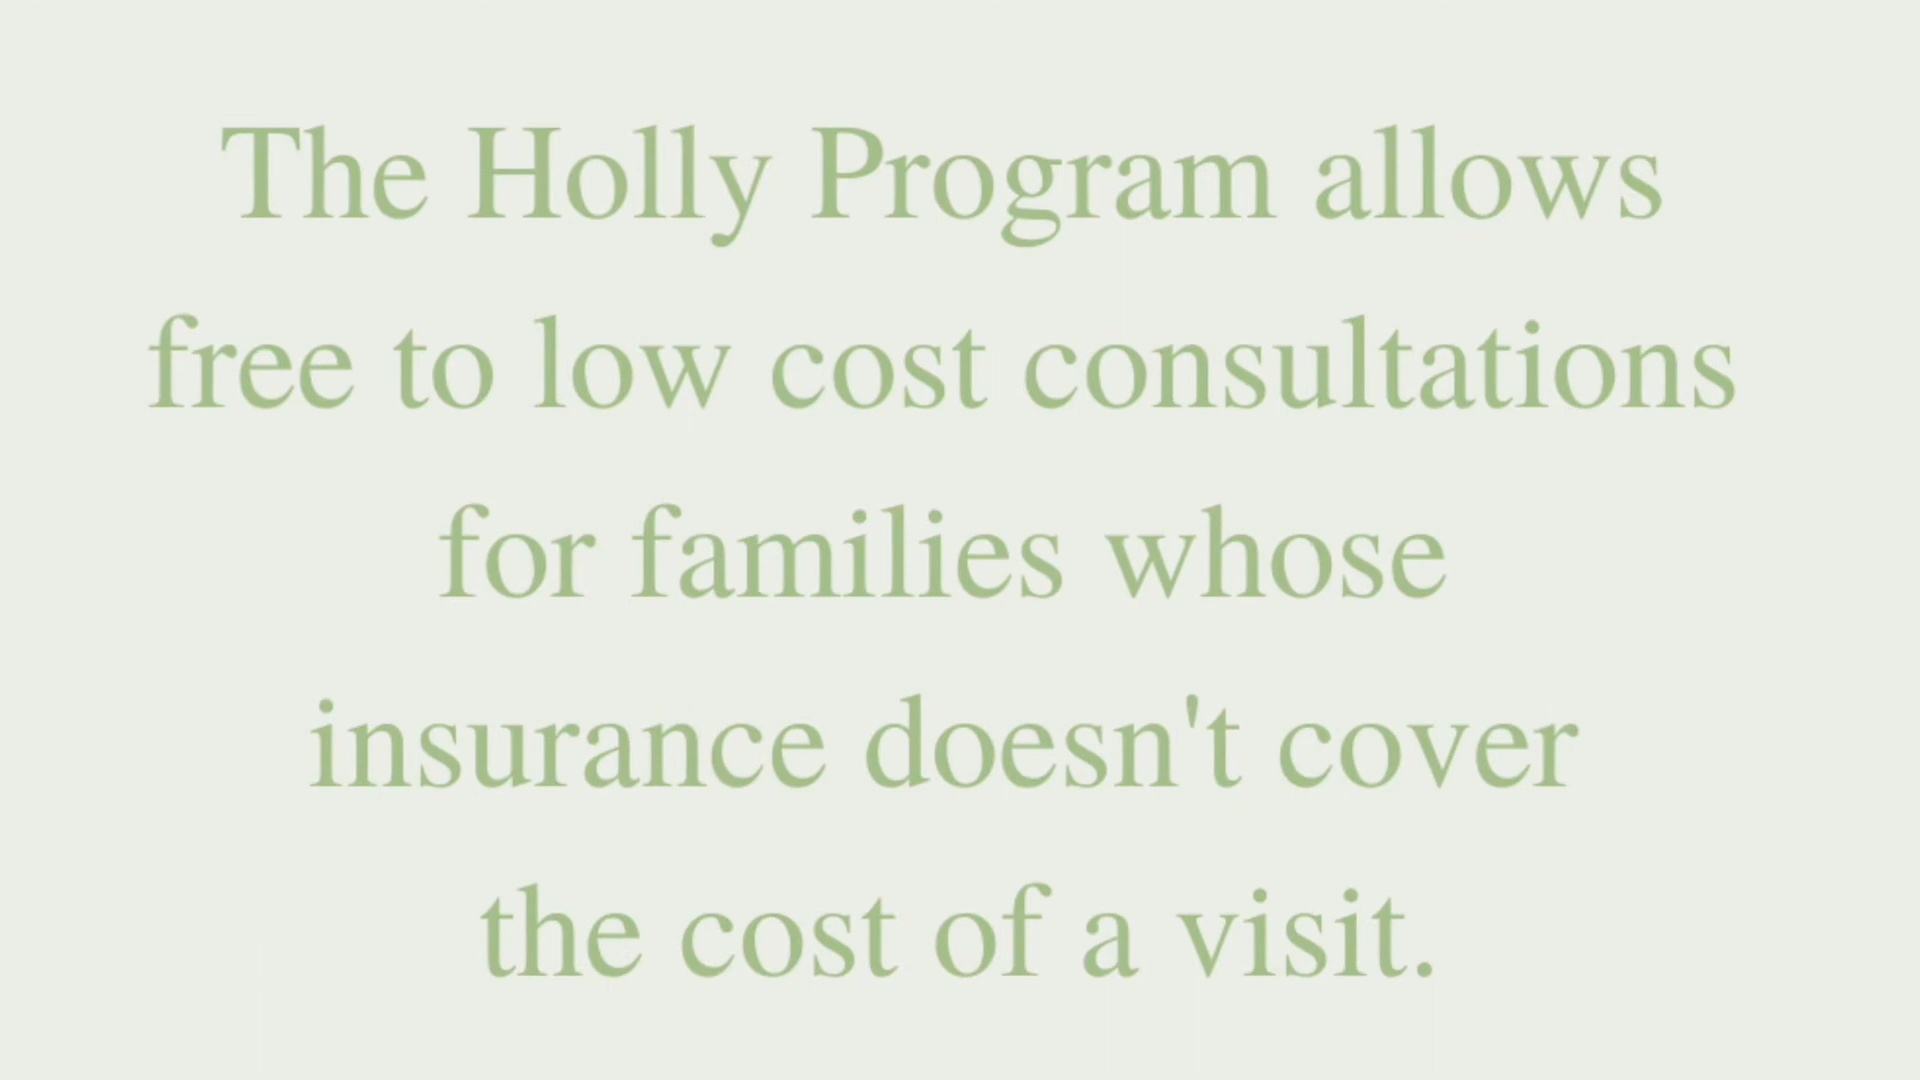 The Holly Program allows
free to low cost consultations
for families whose
insurance doesn't cover
the cost of a visit.